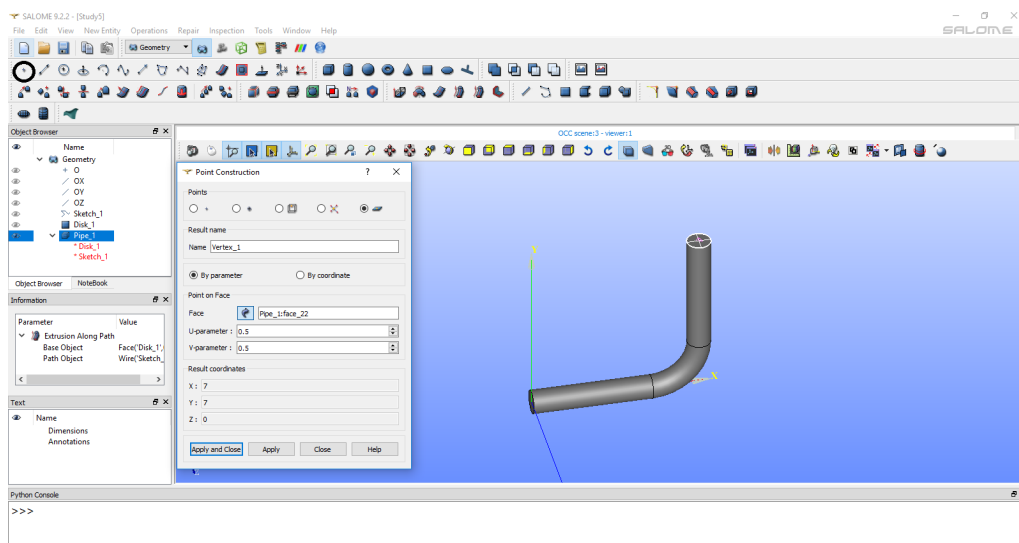 SALOME 9.2.2 - [Study5]
File Edit View New Entity Operations Repair Inspection Tools Window Help
SALOME
Geometry
Object Browser
OCC scene:3 - viewer:1
Name
Geometry
O
OX
OY
OZ
Sketch_1
Disk_1
Pipe_1
* Disk_1
* Sketch_1
Object Browser NoteBook
Information
Parameter Value
Extrusion Along Path
Base Object Face('Disk_1',
Path Object Wire('Sketch_
Text
Name
Dimensions
Annotations
Point Construction ? X
Points
Result name
Name Vertex_1
By parameter By coordinate
Point on Face
Face Pipe_1:face_22
U-parameter : 0.5
V-parameter : 0.5
Result coordinates
X : 7
Y : 7
Z : 0
Apply and Close Apply Close Help
Y
X
Python Console
>>>